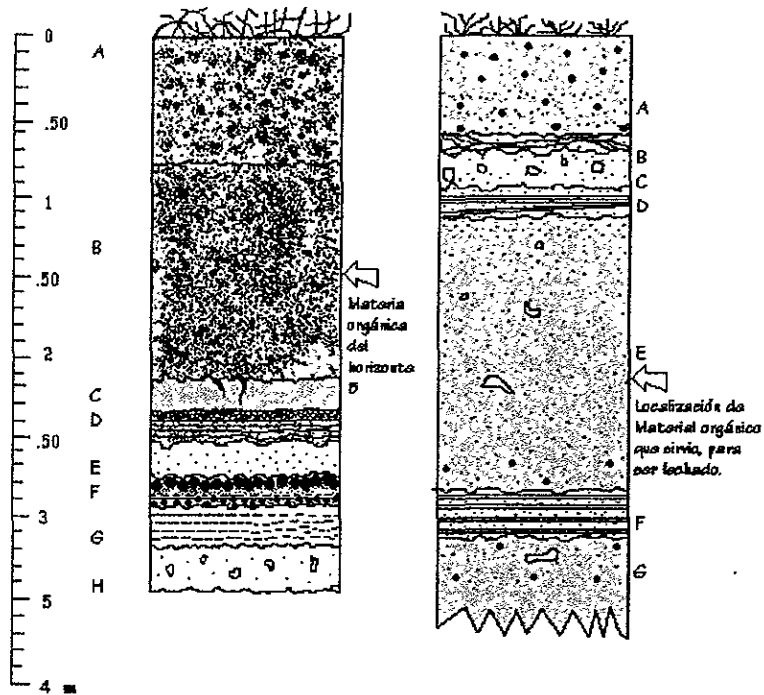 0
.50
1
.50
2
.50
3
5
4 m
A
B
C
D
E
F
G
H
Materia
orgánica
del
horizonte
B
A
B
C
D
E
F
G
Localización de
Material orgánico
que sirvió, para
ser fechado.